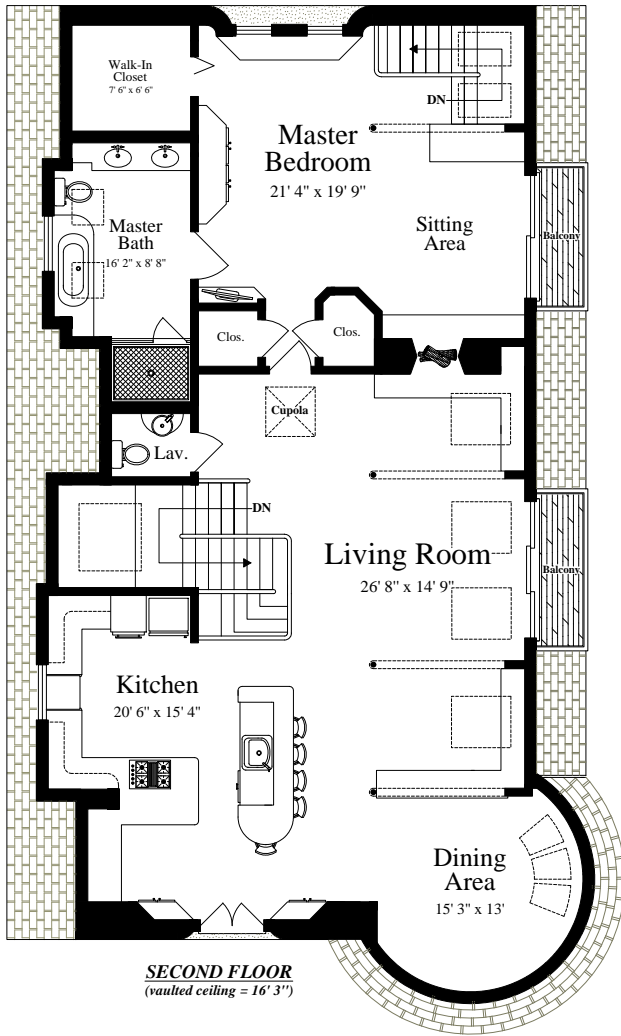 Walk-In
Closet
7' 6" x 6' 6"
DN
Master
Bedroom
21' 4" x 19' 9"
Master
Bath
16' 2" x 8' 8"
Sitting
Area
Balcony
Clos.
Clos.
Cupola
Lav.
DN
Living Room
26' 8" x 14' 9"
Balcony
Kitchen
20' 6" x 15' 4"
Dining
Area
15' 3" x 13'
SECOND FLOOR
(vaulted ceiling = 16' 3")